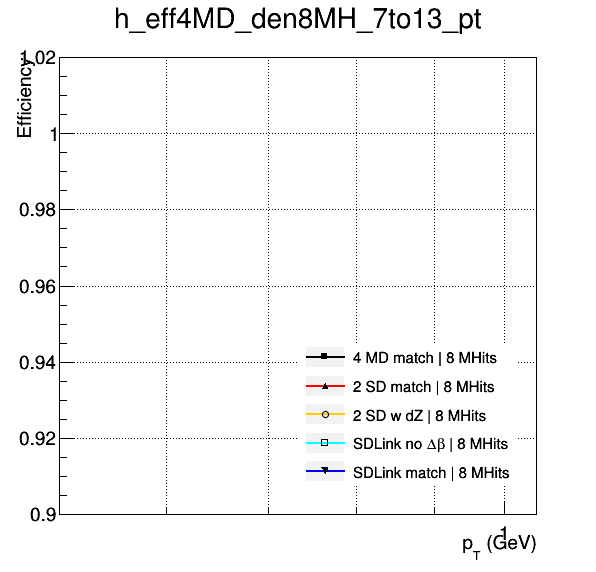 h_eff4MD_den8MH_7to13_pt
Efficiency
1.02
1
0.98
0.96
0.94
0.92
0.9
4 MD match | 8 MHits
2 SD match | 8 MHits
2 SD w dZ | 8 MHits
SDLink no Δβ | 8 MHits
SDLink match | 8 MHits
1
p_T (GeV)